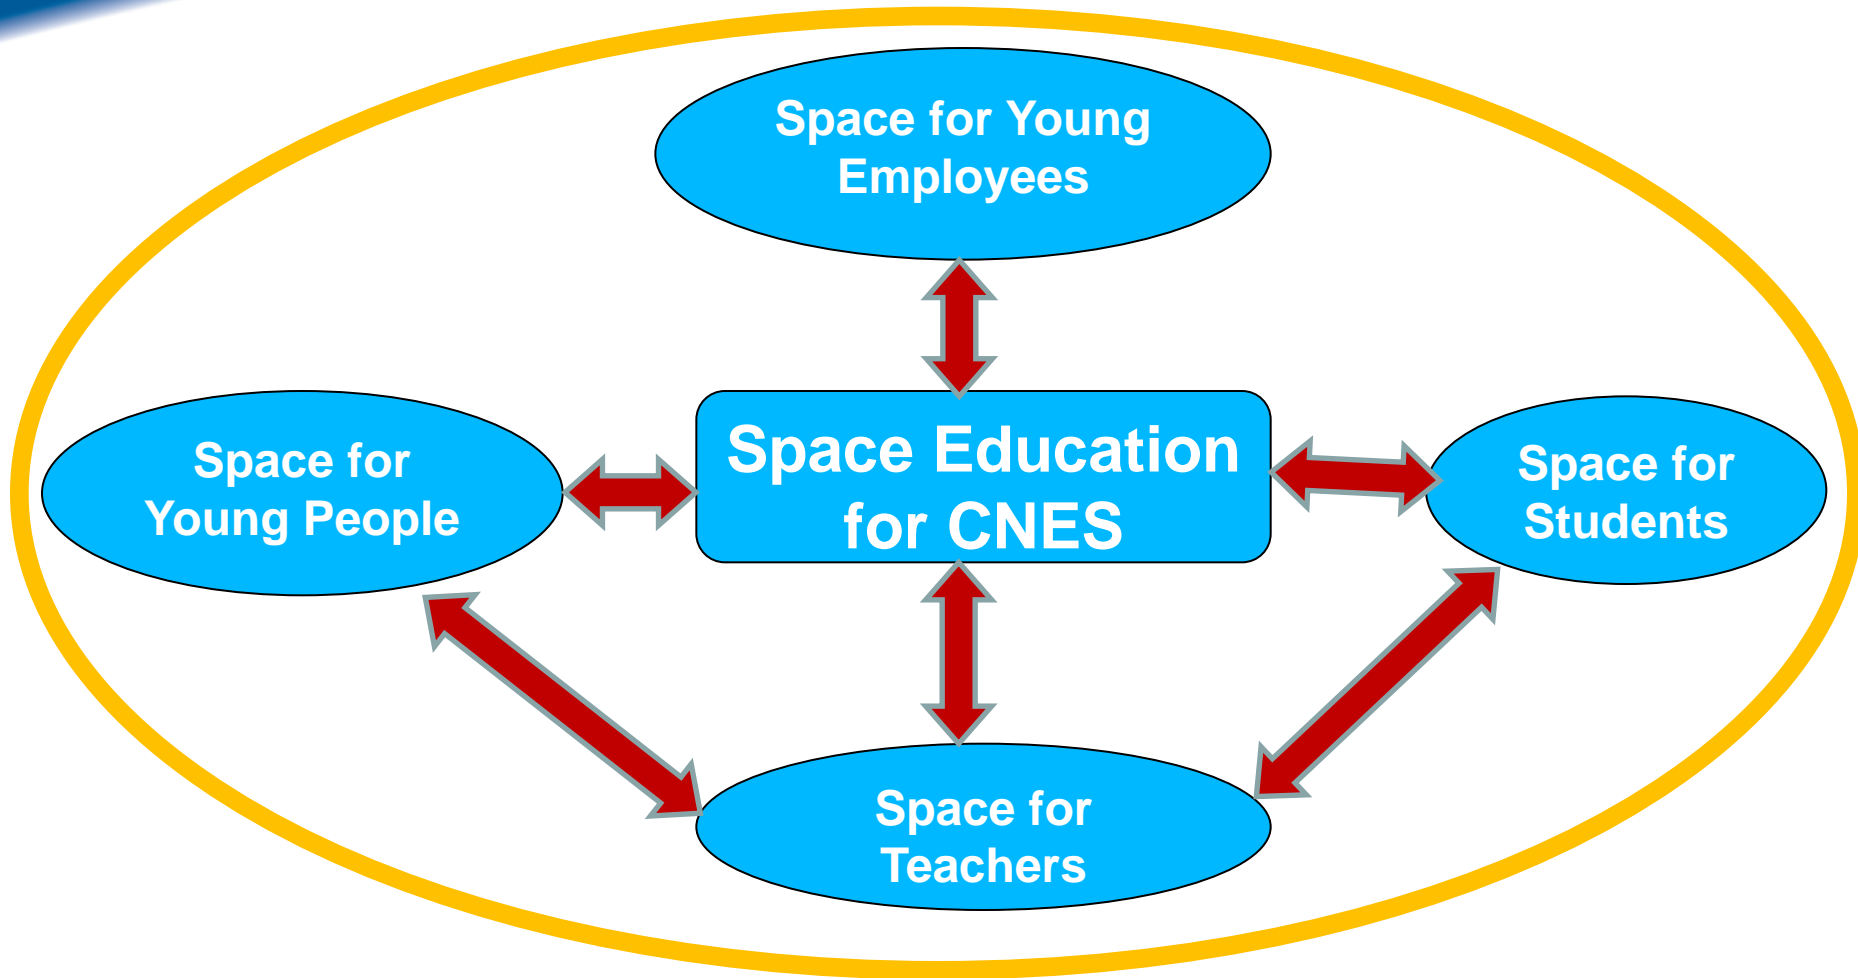 Space for Young
Employees
Space for
Young People
Space Education
for CNES
Space for
Students
Space for
Teachers